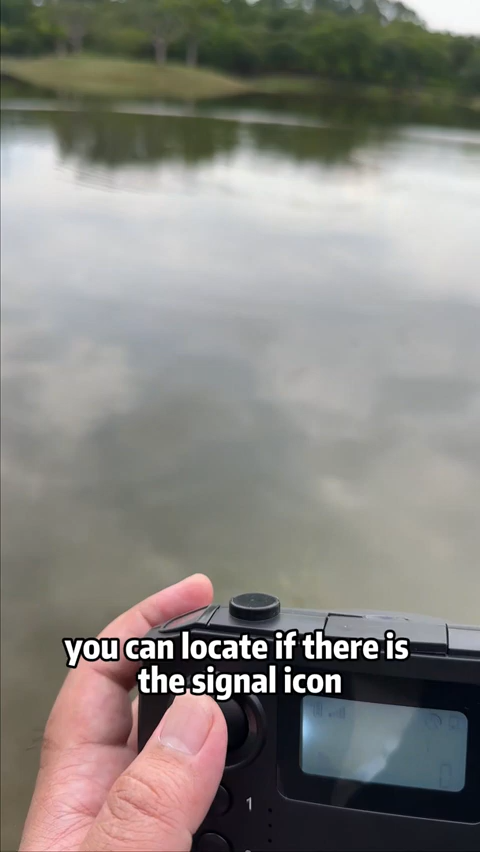 you can locate if there is
the signal icon
1